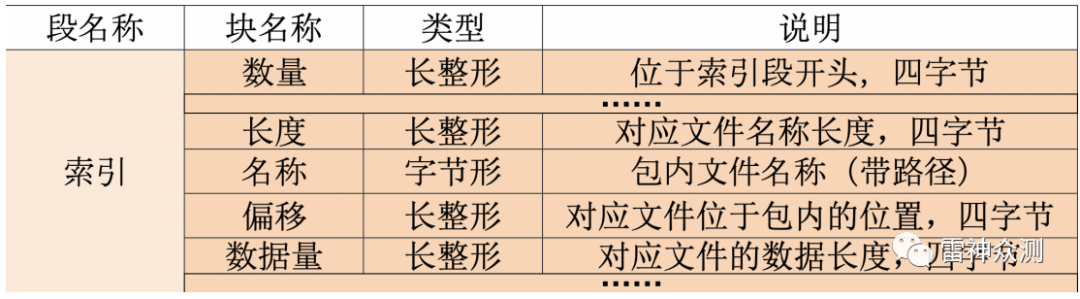 段名称 块名称 类型 说明
索引 数量 长整形 位于索引段开头，四字节
······
长度 长整形 对应文件名称长度，四字节
名称 字节形 包内文件名称（带路径）
偏移 长整形 对应文件位于包内的位置，四字节
数据量 长整形 对应文件的数据长度，四字节
······
雷神众测